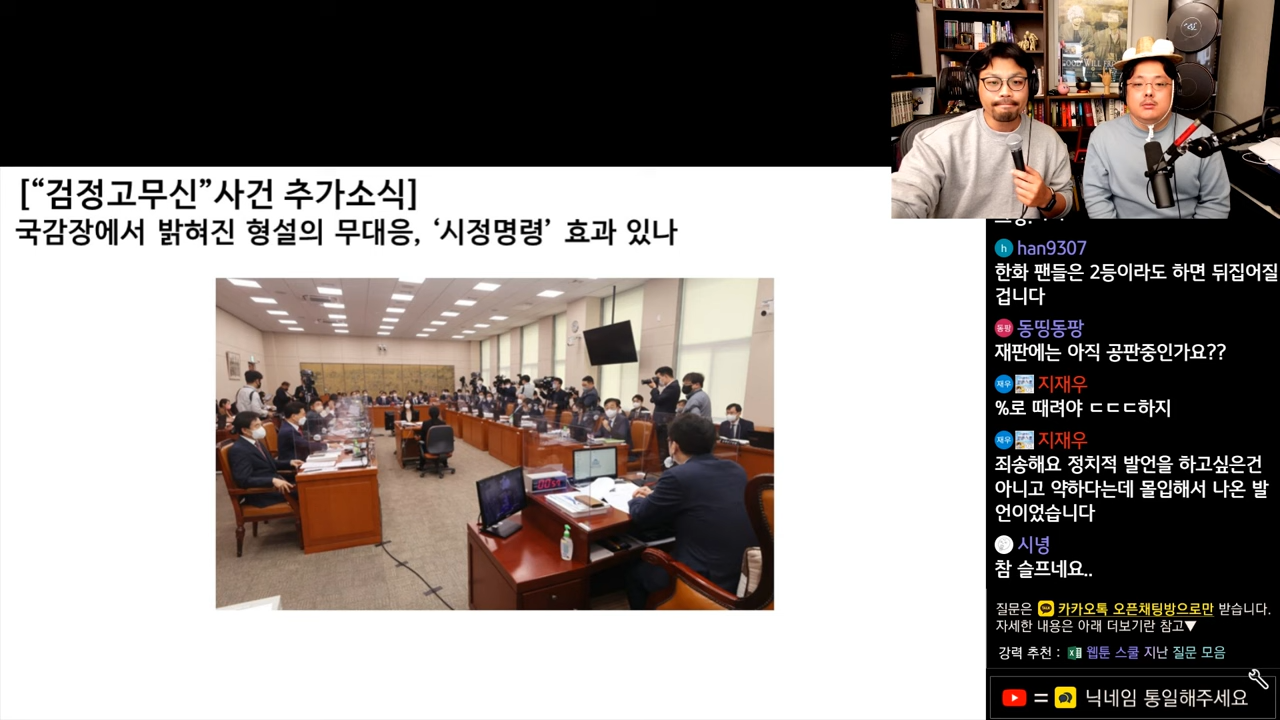 ["검정고무신"사건 추가소식]
국감장에서 밝혀진 형설의 무대응, '시정명령' 효과 있나
GOOD WILL
han9307
한화 팬들은 2등이라도 하면 뒤집어질
겁니다
동띵동팡
재판에는 아직 공판중인가요??
재우 지재우
%로 때려야 ㄷㄷㄷ하지
재우 지재우
죄송해요 정치적 발언을 하고싶은건
아니고 약하다는데 몰입해서 나온 발
언이었습니다
시녕
참 슬프네요..
질문은 카카오톡 오픈채팅방으로만 받습니다.
자세한 내용은 아래 더보기란 참고▼
강력 추천 : 웹툰 스쿨 지난 질문 모음
= 닉네임 통일해주세요